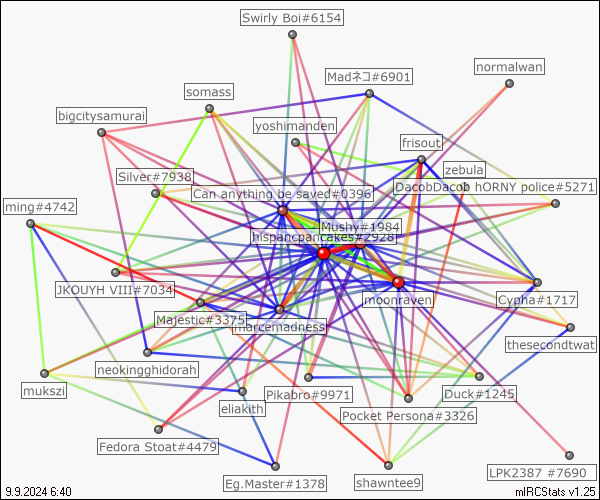 Swirly Boi#6154
normalwan
Madネコ#6901
somass
bigcitysamurai
yoshimanden
frisout
zebula
Silver#7938
DacobDacob hORNY police#5271
Can anything be saved#0396
ming#4742
Mushy#1984
hispancpancakes#2928
JKOUYH VIII#7034
moonraven
Cypha#1717
Majestic#3375
marcemadness
thesecondtwat
neokingghidorah
mukszi
Pikabro#9971
Duck#1245
eliakith
Pocket Persona#3326
Fedora Stoat#4479
LPK2387 #7690
Eg.Master#1378
shawntee9
9.9.2024 6:40
mIRCStats v1.25